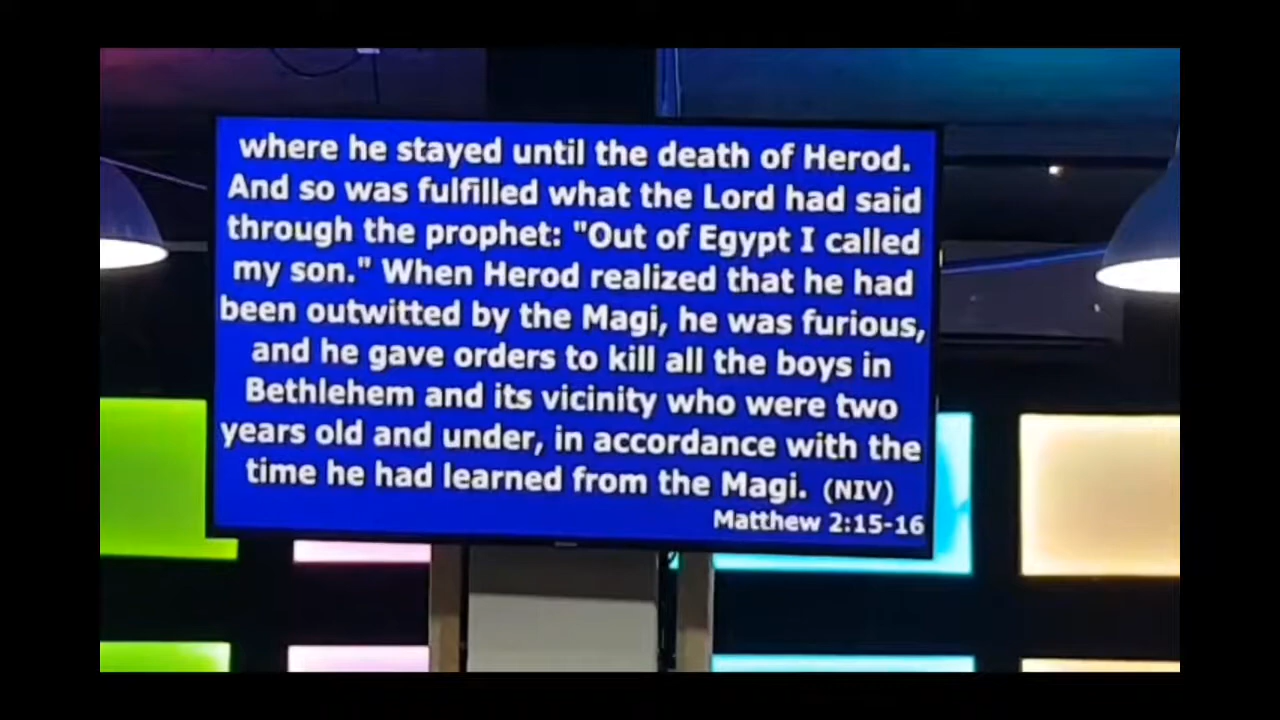 where he stayed until the death of Herod.
And so was fulfilled what the Lord had said
through the prophet: "Out of Egypt I called
my son." When Herod realized that he had
been outwitted by the Magi, he was furious,
and he gave orders to kill all the boys in
Bethlehem and its vicinity who were two
years old and under, in accordance with the
time he had learned from the Magi. (NIV)
Matthew 2:15-16